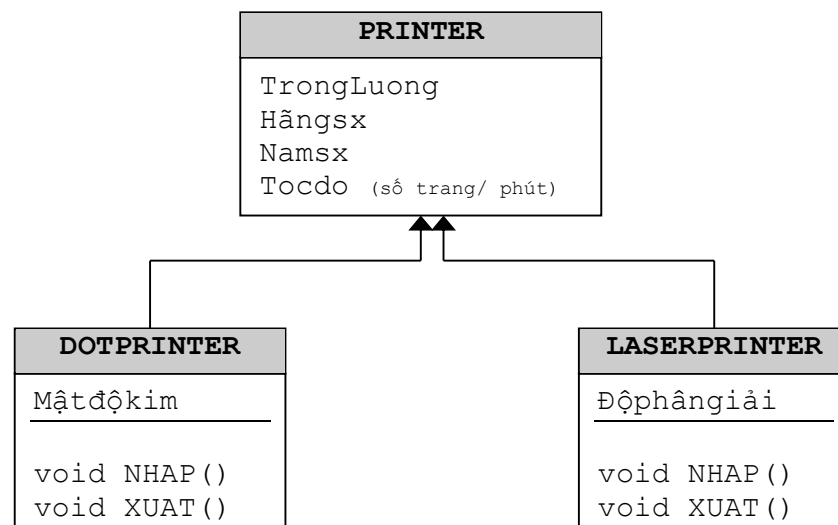 PRINTER
TrongLuong
Hãngsx
Namsx
Tocdo (số trang/ phút)
DOTPRINTER
Mậtđộkim
void NHAP()
void XUAT()
LASERPRINTER
Độphângiải
void NHAP()
void XUAT()